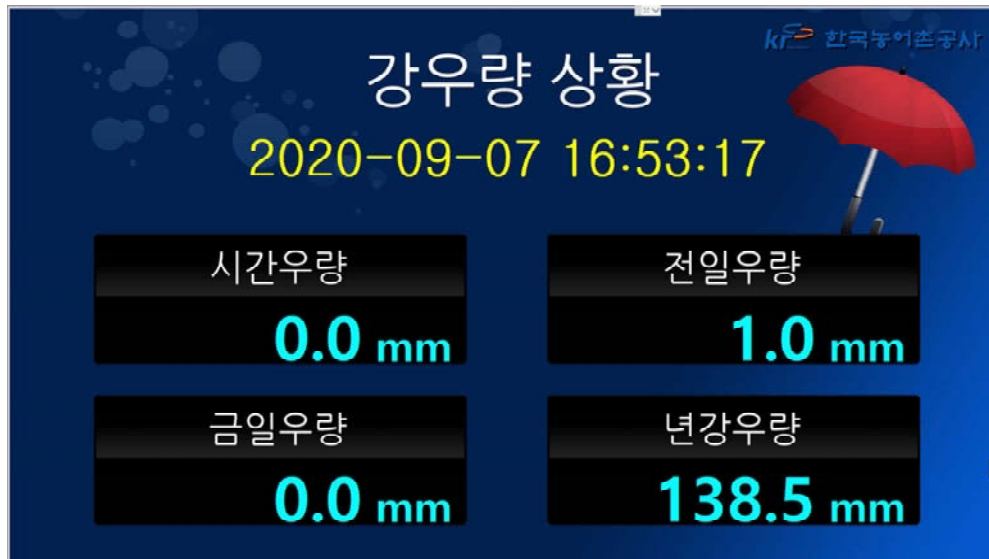 kr 한국농어촌공사
강우량 상황
2020-09-07 16:53:17
시간우량
0.0 mm
전일우량
1.0 mm
금일우량
0.0 mm
년강우량
138.5 mm